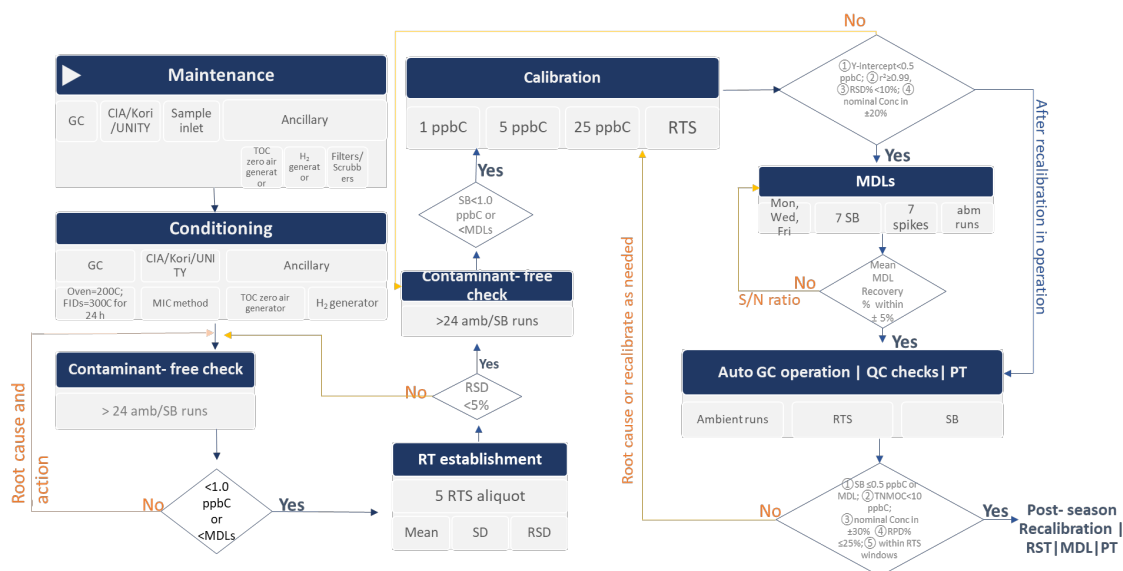 Maintenance
GC
CIA/Kori
/UNITY
Sample
inlet
Ancillary
TOC
zero air
generat
or
H₂
generat
or
Filters/
Scrubb
ers
Conditioning
GC
CIA/Kori/UNI
TY
Ancillary
Oven=200C;
FIDs=300C for
24 h
MIC method
TOC zero air
generator
H₂ generator
Contaminant- free check
> 24 amb/SB runs
Root cause and
action
<1.0
ppbC
or
<MDLs
No
Yes
RT establishment
5 RTS aliquot
Mean
SD
RSD
RSD
<5%
No
Yes
Contaminant- free
check
>24 amb/SB runs
SB<1.0
ppbC or
<MDLs
Yes
Calibration
1 ppbC
5 ppbC
25 ppbC
RTS
No
①Y-Intercept<0.5
ppbC; ② r²≥0.99,
③RSD% <10%; ④
nominal Conc in
±20%
Yes
After recalibration in operation
MDLs
Mon,
Wed,
Fri
7 SB
7
spikes
abm
runs
Mean
MDL
Recovery
% within
± 5%
No
S/N ratio
Yes
Auto GC operation | QC checks| PT
Ambient runs
RTS
SB
Root cause or recalibrate as needed
①SB ≤0.5 ppbC or
MDL; ②TNMOC<10
ppbC;
③nominal Conc in
±30% ④RPD%
≤25%;⑤ within RTS
windows
No
Yes
Post- season
Recalibration |
RST|MDL|PT